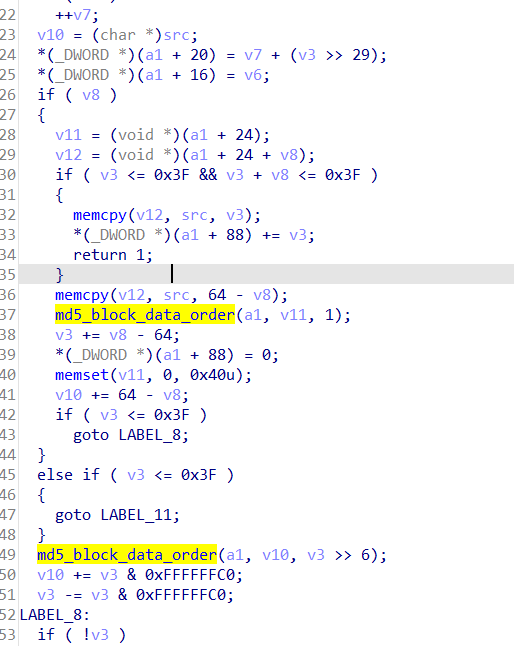 22 ++v7;
23 v10 = (char *)src;
24 *(_DWORD *)(a1 + 20) = v7 + (v3 >> 29);
25 *(_DWORD *)(a1 + 16) = v6;
26 if ( v8 )
27 {
28 v11 = (void *)(a1 + 24);
29 v12 = (void *)(a1 + 24 + v8);
30 if ( v3 <= 0x3F && v3 + v8 <= 0x3F )
31 {
32 memcpy(v12, src, v3);
33 *(_DWORD *)(a1 + 88) += v3;
34 return 1;
35 }
36 memcpy(v12, src, 64 - v8);
37 md5_block_data_order(a1, v11, 1);
38 v3 += v8 - 64;
39 *(_DWORD *)(a1 + 88) = 0;
40 memset(v11, 0, 0x40u);
41 v10 += 64 - v8;
42 if ( v3 <= 0x3F )
43 goto LABEL_8;
44 }
45 else if ( v3 <= 0x3F )
46 {
47 goto LABEL_11;
48 }
49 md5_block_data_order(a1, v10, v3 >> 6);
50 v10 += v3 & 0xFFFFFFC0;
51 v3 -= v3 & 0xFFFFFFC0;
52 LABEL_8:
53 if ( !v3 )